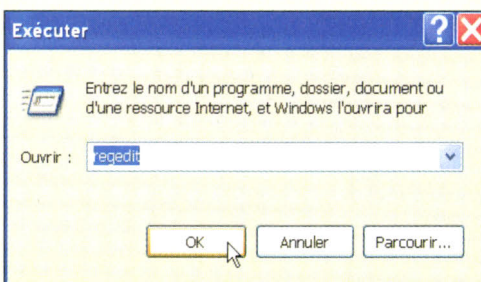 Exécuter
Entrez le nom d'un programme, dossier, document ou
d'une ressource Internet, et Windows l'ouvrira pour
Ouvrir :
regedit
OK
Annuler
Parcourir...